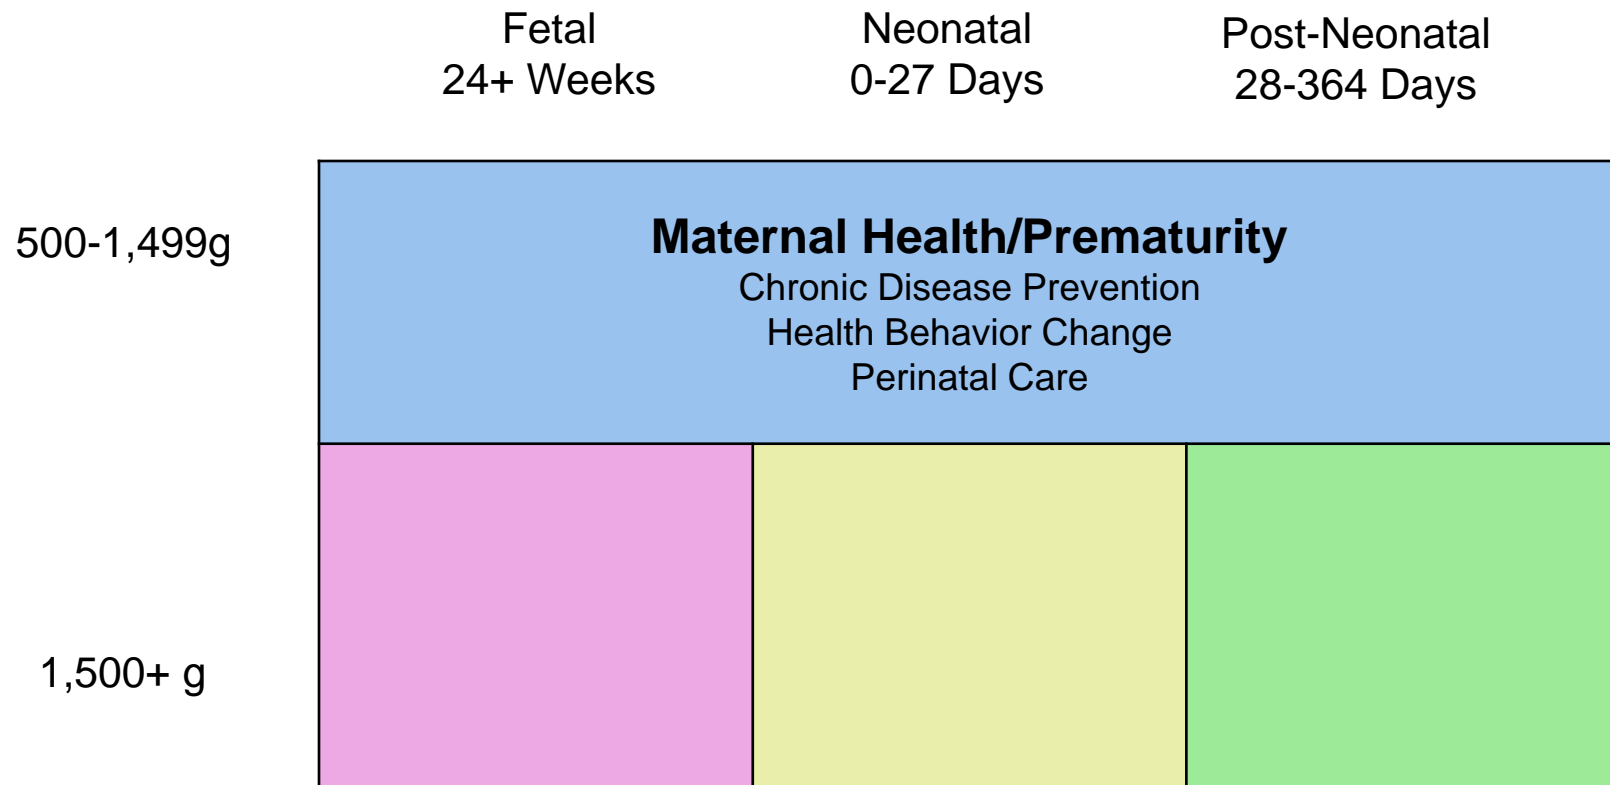 Fetal
24+ Weeks
Neonatal
0-27 Days
Post-Neonatal
28-364 Days
500-1,499g
Maternal Health/Prematurity
Chronic Disease Prevention
Health Behavior Change
Perinatal Care
1,500+ g